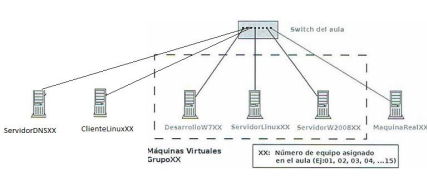 Switch del aula
ServidorDNSXX
ClienteLinuxXX
DesarrolloW7XX
ServidorLinuxXX
ServidorW2008XX
MaquinaRealXX
Máquinas Virtuales
GrupoXX
XX: Número de equipo asignado
en el aula (Ej:01, 02, 03, 04, ...15)